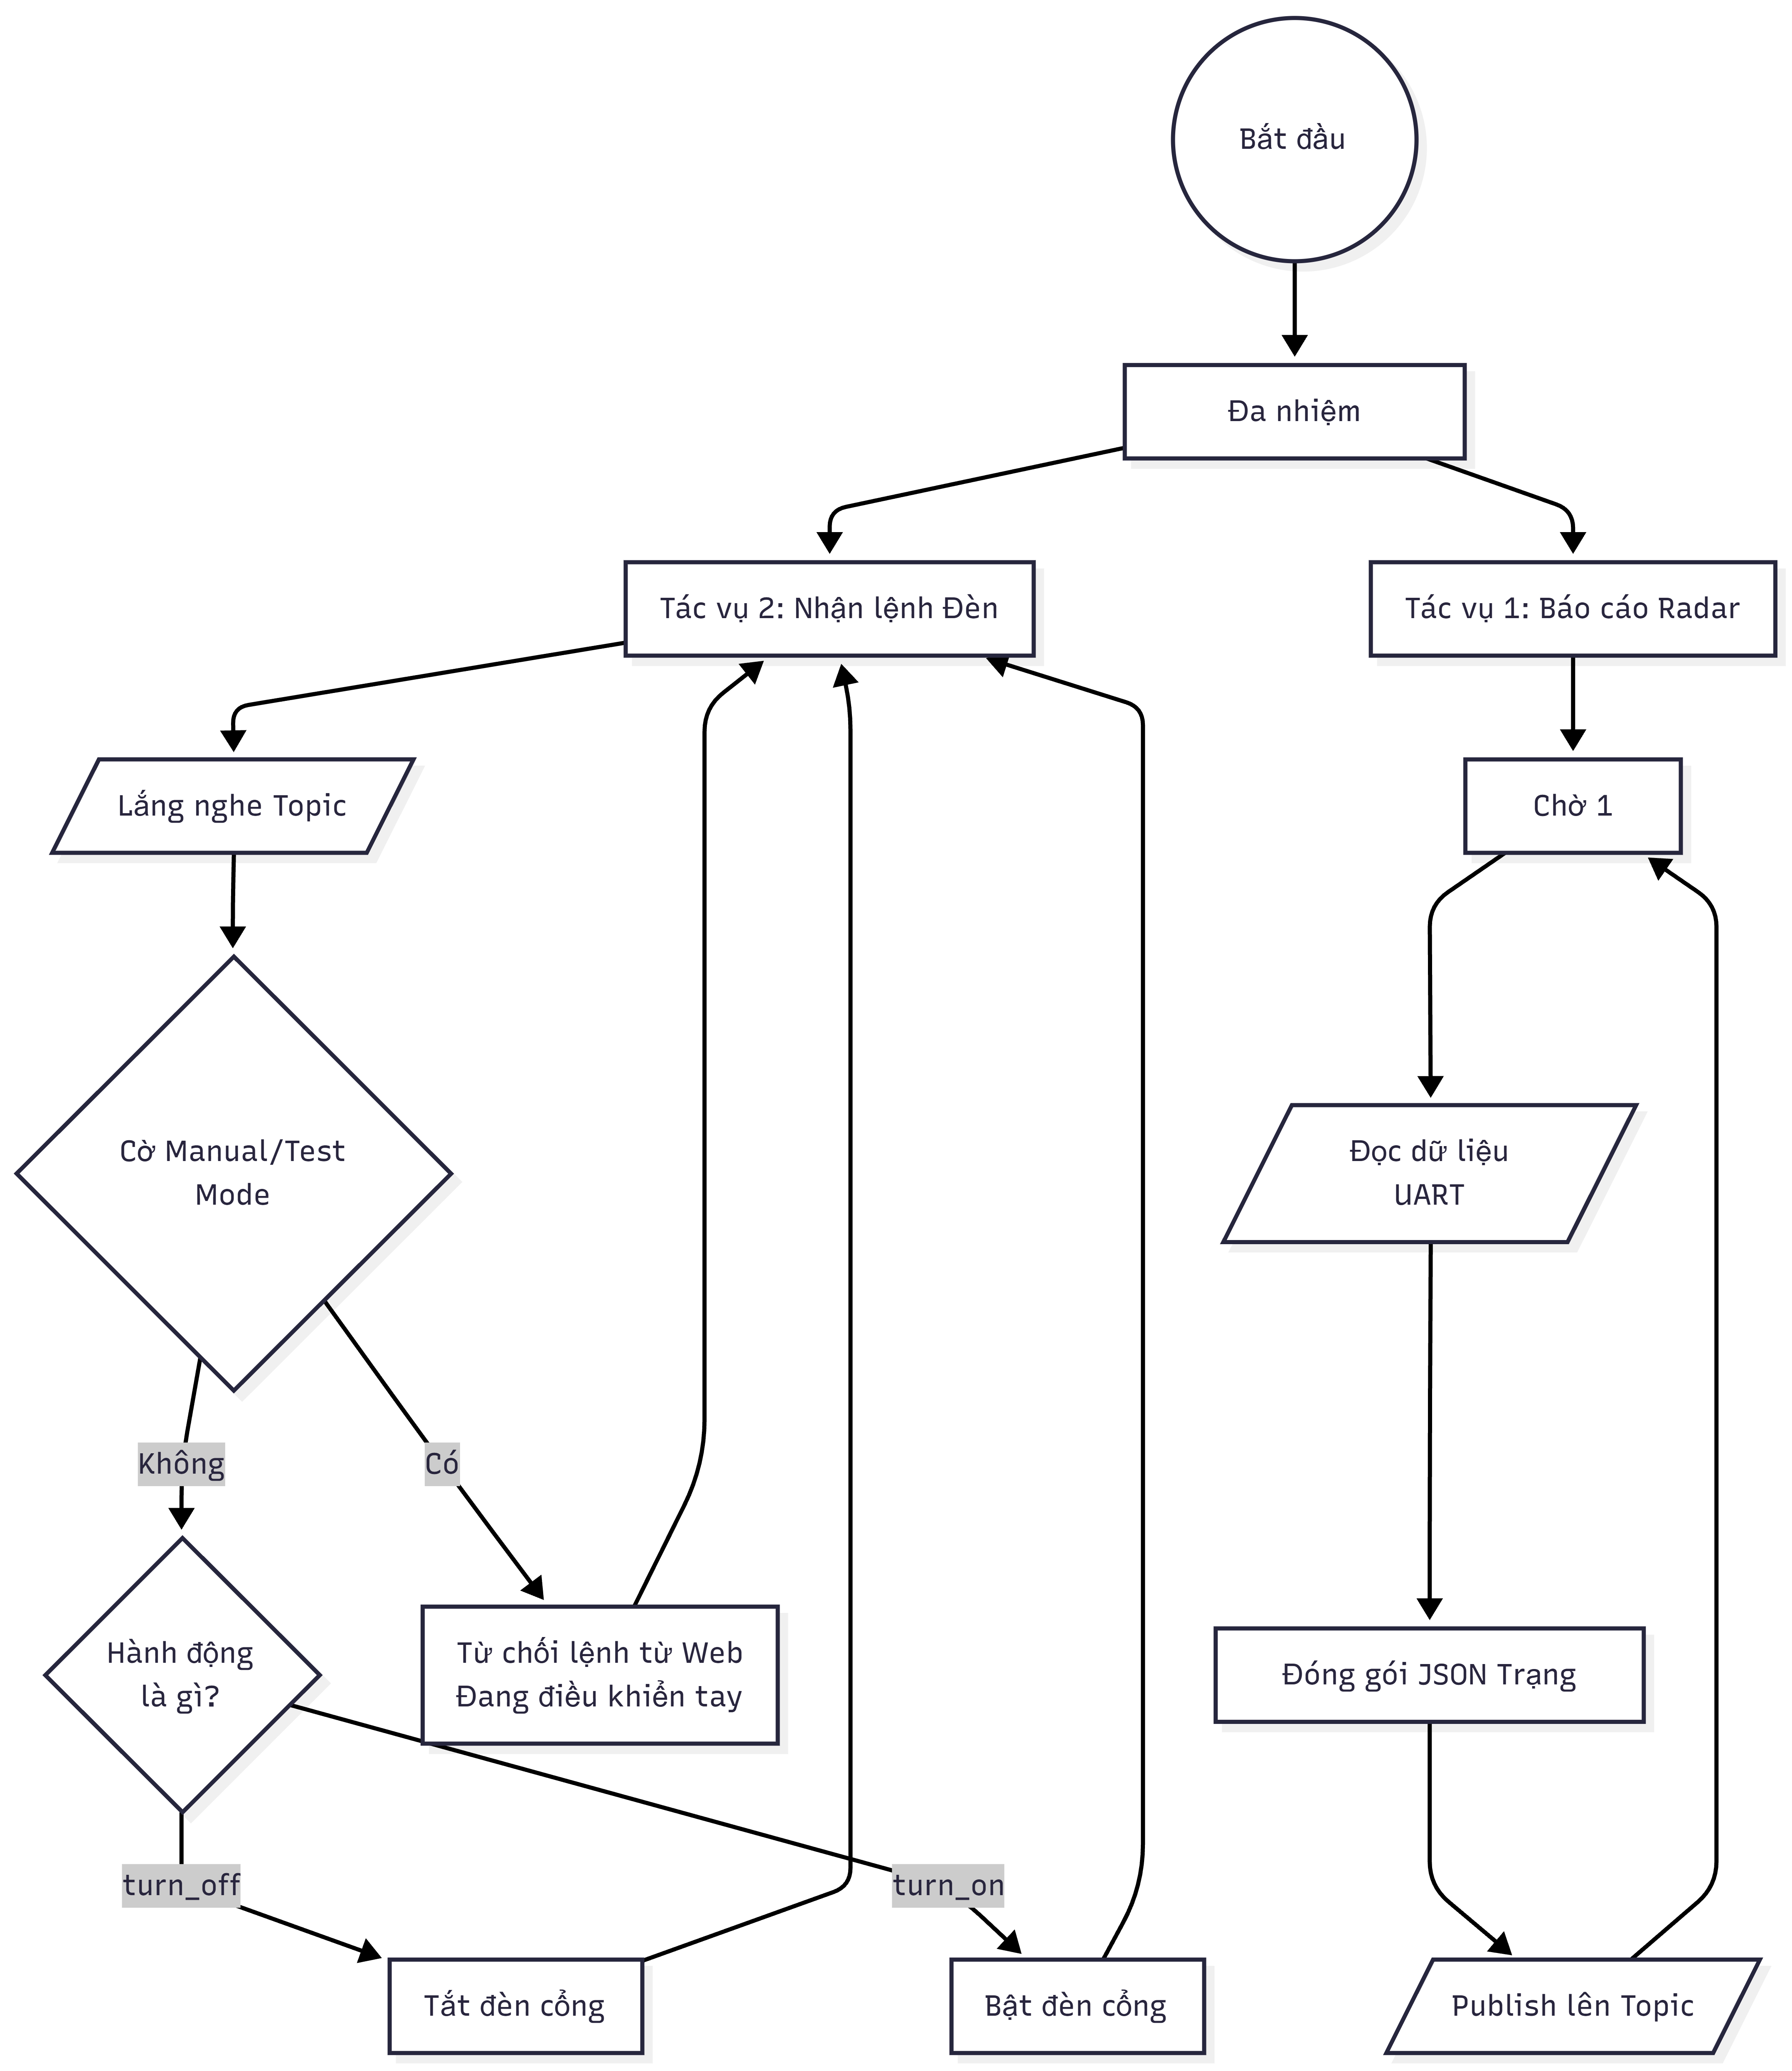 Bắt đầu
Đa nhiệm
Tác vụ 2: Nhận lệnh Đèn
Tác vụ 1: Báo cáo Radar
Lắng nghe Topic
Chờ 1
Cờ Manual/Test
Mode
Đọc dữ liệu
UART
Không
Có
Hành động
là gì?
Từ chối lệnh từ Web
Đang điều khiển tay
Đóng gói JSON Trạng
turn_off
turn_on
Tắt đèn cổng
Bật đèn cổng
Publish lên Topic